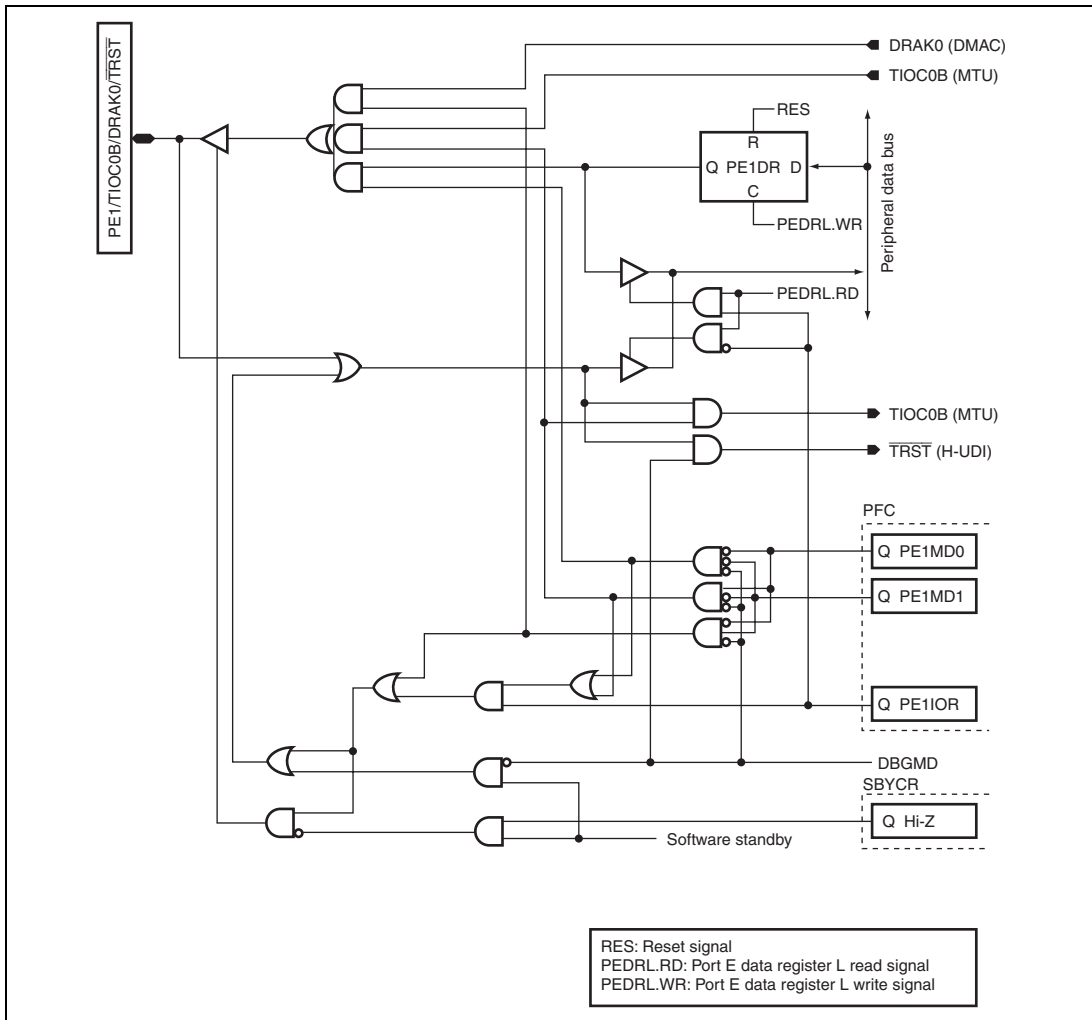 PE1/TIOC0B/DRAK0/TRST
DRAK0 (DMAC)
TIOC0B (MTU)
RES
R
Q PE1DR D
C
PEDRL.WR
Peripheral data bus
PEDRL.RD
TIOC0B (MTU)
TRST (H-UDI)
PFC
Q PE1MD0
Q PE1MD1
Q PE1IOR
DBGMD
SBYCR
Q Hi-Z
Software standby
RES: Reset signal
PEDRL.RD: Port E data register L read signal
PEDRL.WR: Port E data register L write signal